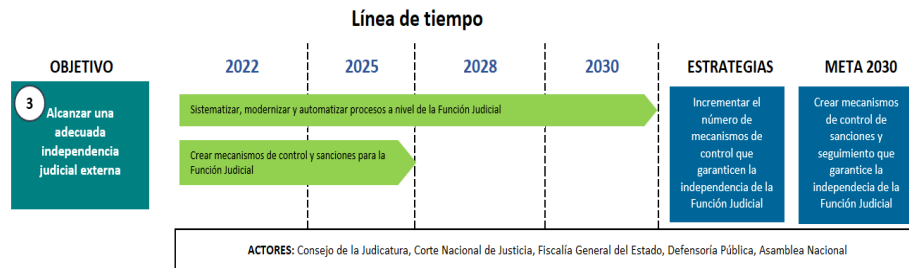 Línea de tiempo
OBJETIVO
2022
2025
2028
2030
ESTRATEGIAS
META 2030
3
Alcanzar una
adecuada
independencia
judicial externa
Sistematizar, modernizar y automatizar procesos a nivel de la Función Judicial
Crear mecanismos de control y sanciones para la
Función Judicial
Incrementar el
número de
mecanismos de
control que
garanticen la
independencia de la
Función Judicial
Crear mecanismos
de control de
sanciones y
seguimiento que
garantice la
independecia de la
Función Judicial
ACTORES: Consejo de la Judicatura, Corte Nacional de Justicia, Fiscalía General del Estado, Defensoría Pública, Asamblea Nacional